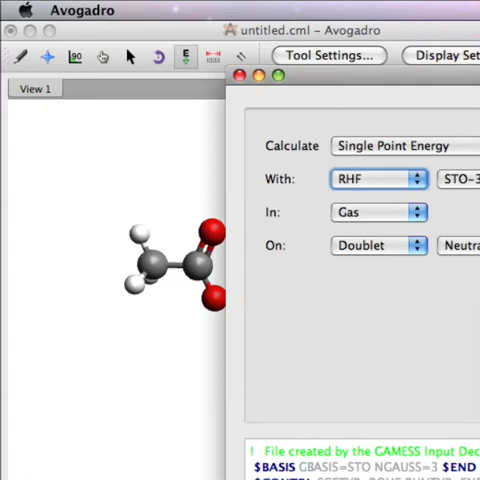 Avogadro
untitled.cml – Avogadro
90 E Tool Settings... Display Set
View 1
Calculate Single Point Energy
With: RHF STO-3
In: Gas
On: Doublet Neutra
! File created by the GAMESS Input Dec
$BASIS GBASIS=STO NGAUSS=3 $END